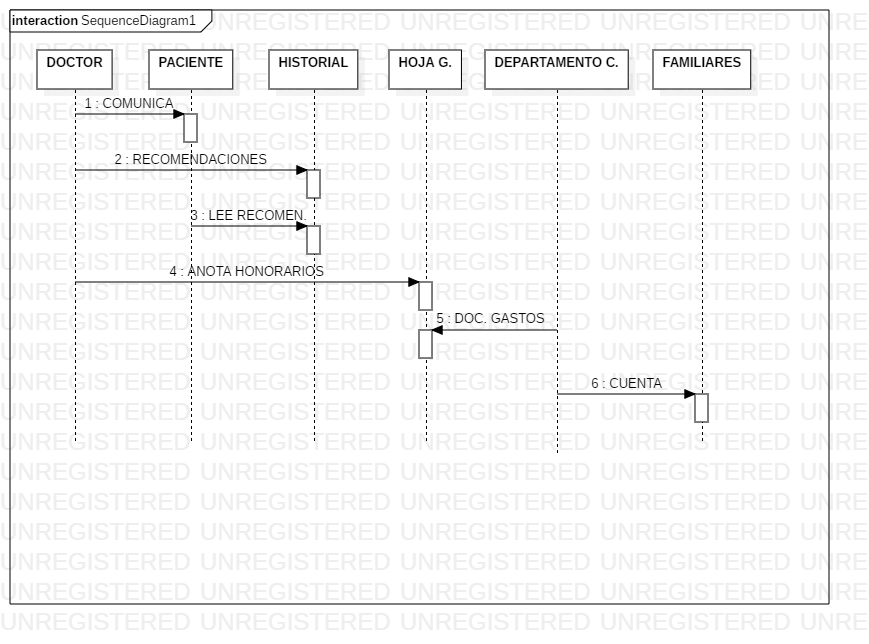 interaction SequenceDiagram1
DOCTOR
PACIENTE
HISTORIAL
HOJA G.
DEPARTAMENTO C.
FAMILIARES
1 : COMUNICA
2 : RECOMENDACIONES
3 : LEE RECOMEN.
4 : ANOTA HONORARIOS
5 : DOC. GASTOS
6 : CUENTA
UNREGISTERED UNREGISTERED UNREGISTERED UNREGISTERED UNRE